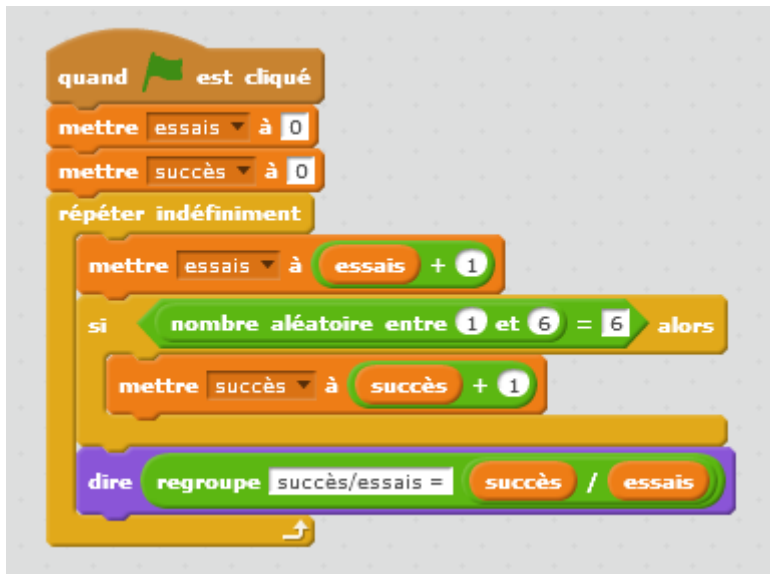 quand est cliqué
mettre essais à 0
mettre succès à 0
répéter indéfiniment
mettre essais à essais + 1
si nombre aléatoire entre 1 et 6 = 6 alors
mettre succès à succès + 1
dire regroupe succès/essais = succès / essais